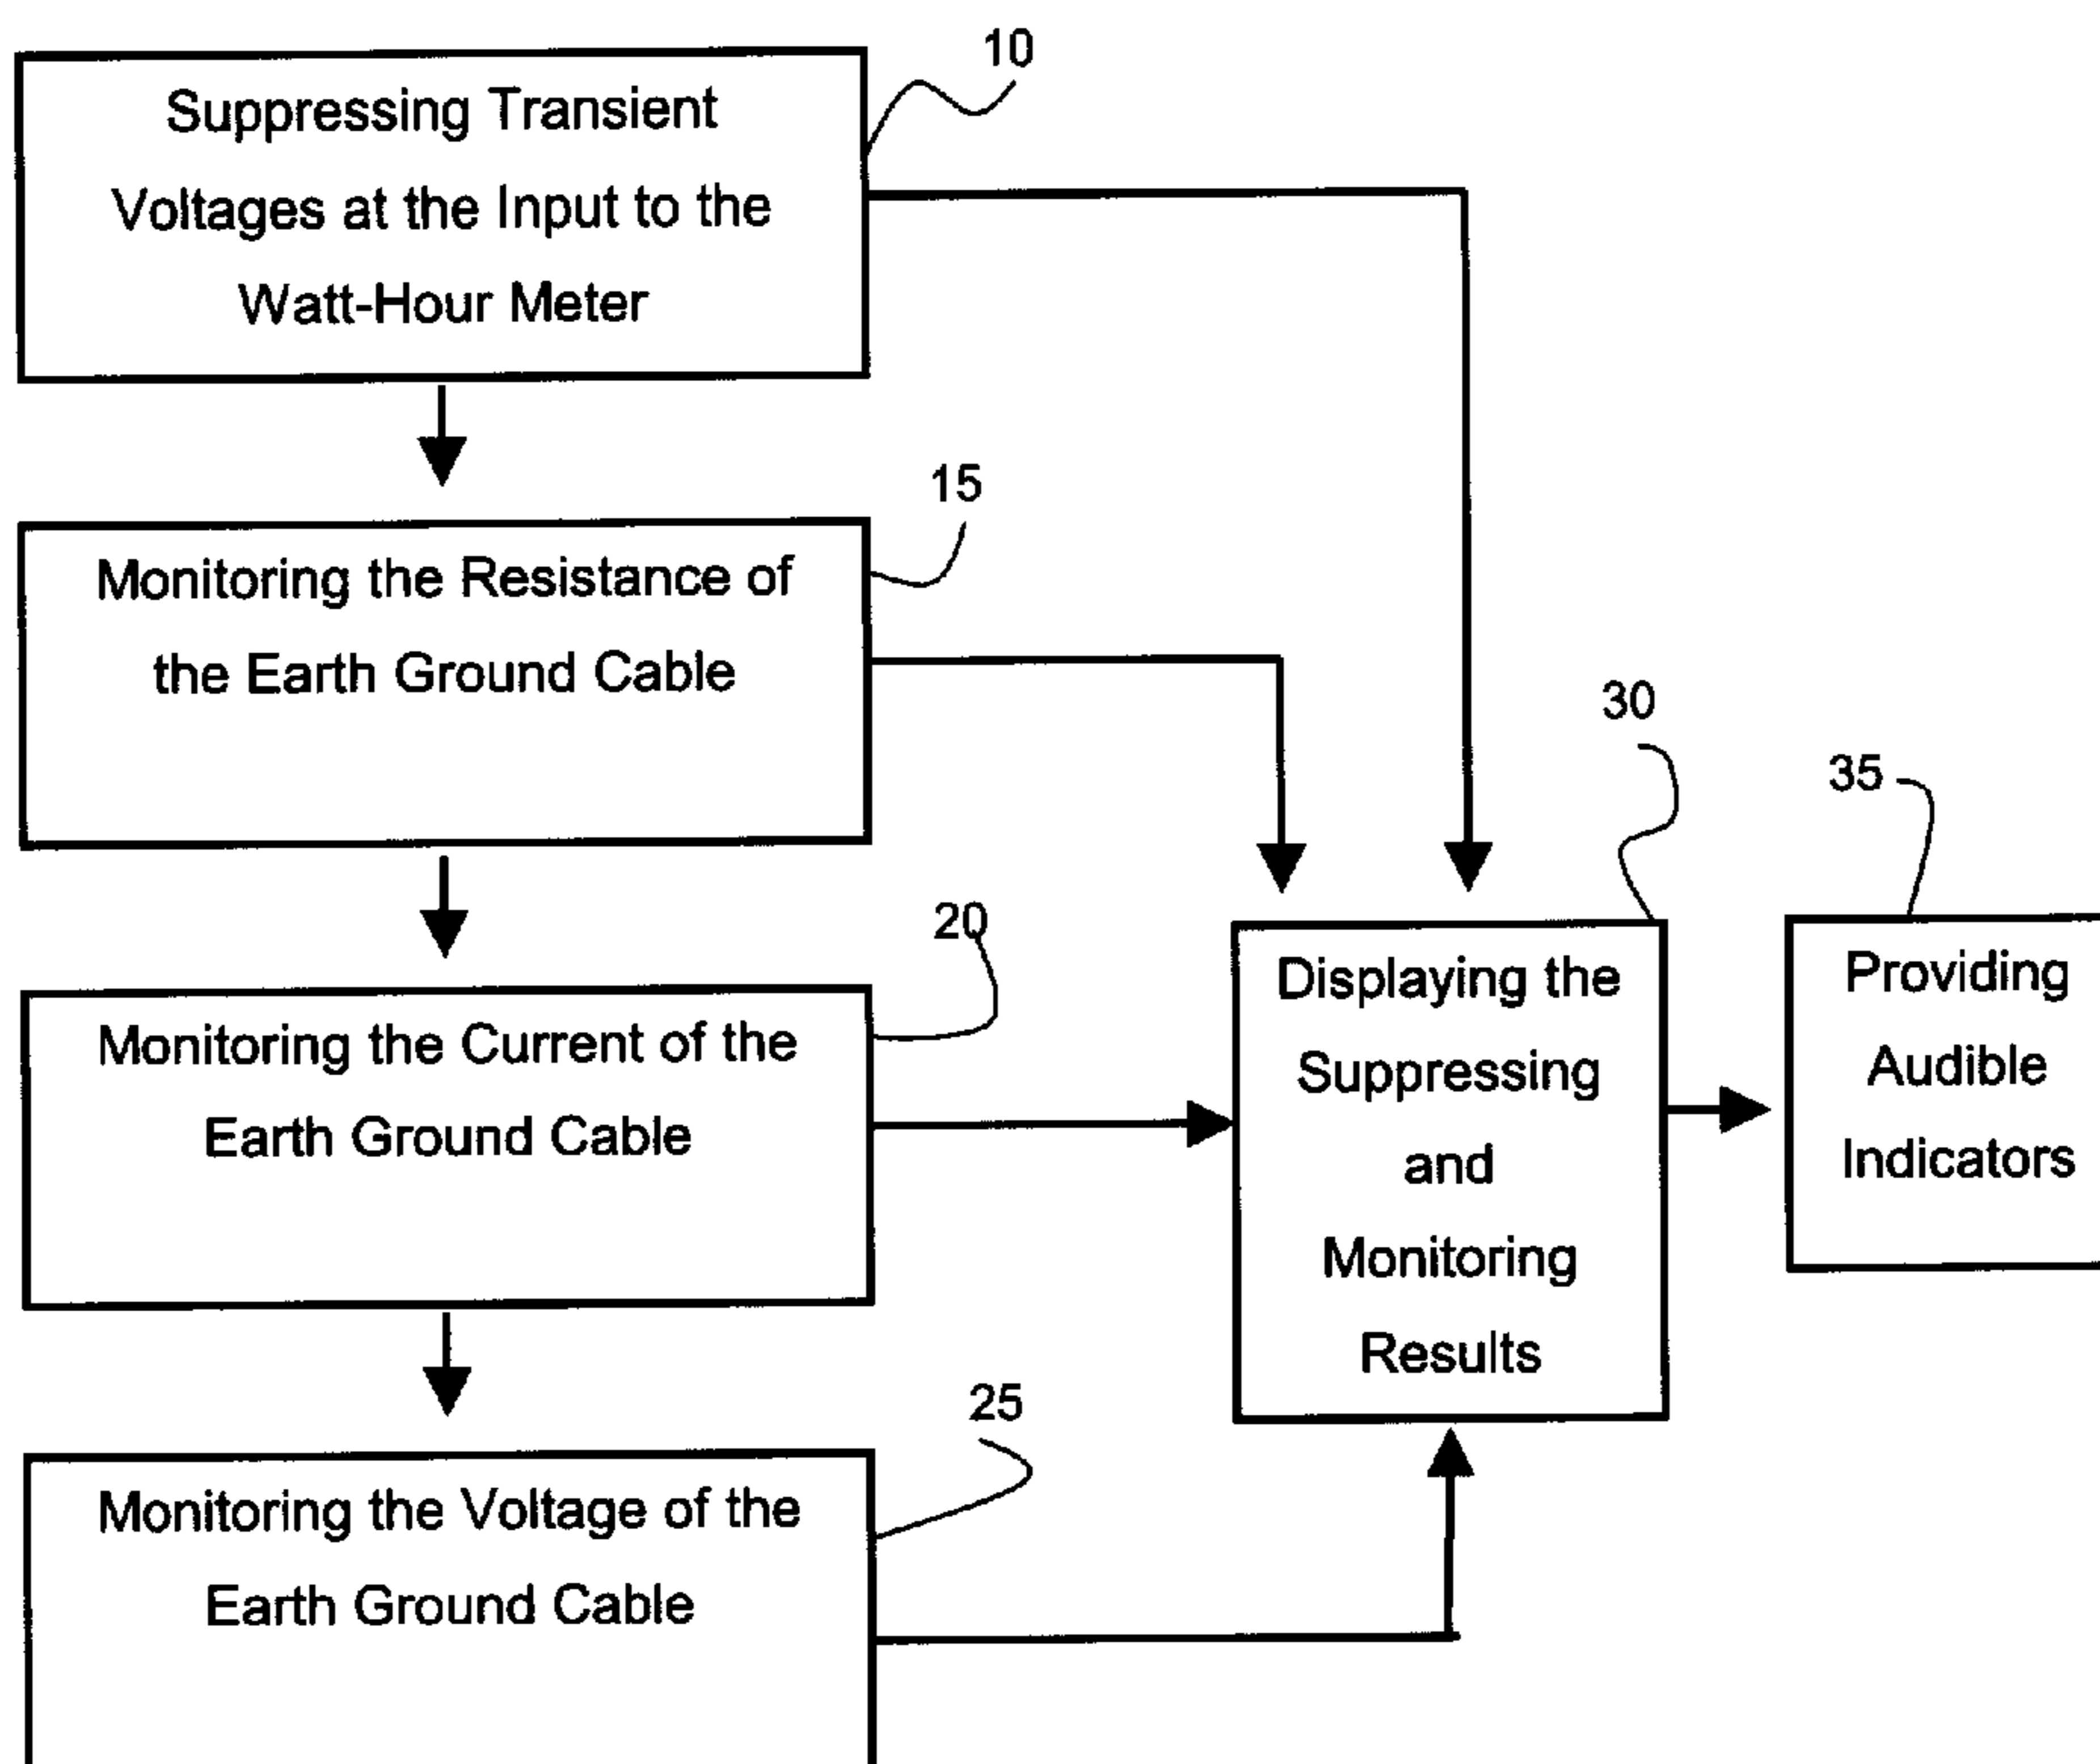 10
Suppressing Transient
Voltages at the Input to the
Watt-Hour Meter
15
Monitoring the Resistance of
the Earth Ground Cable
20
Monitoring the Current of the
Earth Ground Cable
25
Monitoring the Voltage of the
Earth Ground Cable
30
Displaying the
Suppressing
and
Monitoring
Results
35
Providing
Audible
Indicators